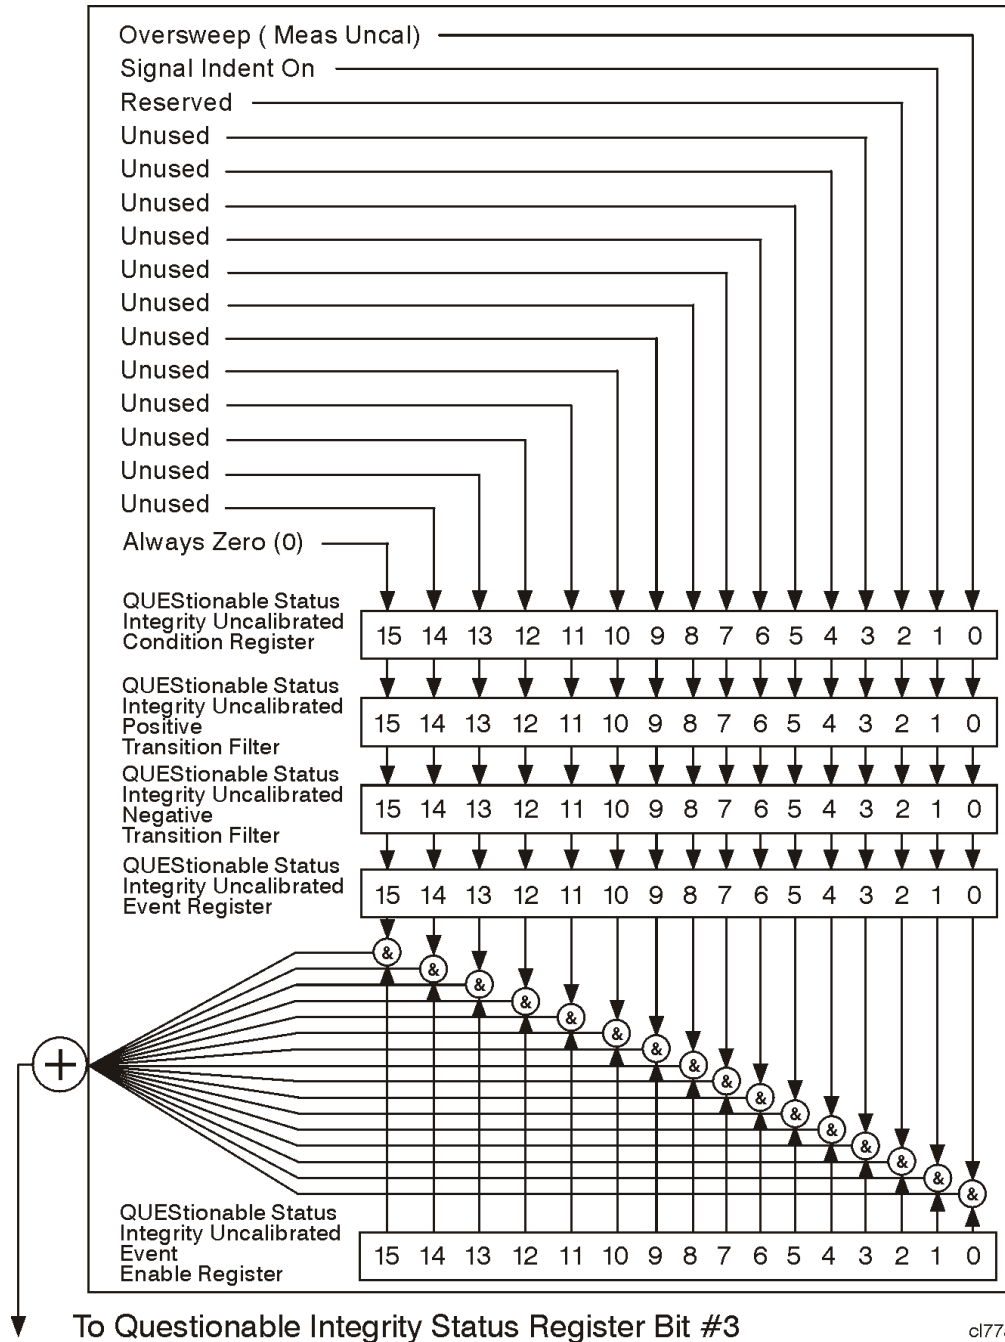 Oversweep ( Meas Uncal)
Signal Indent On
Reserved
Unused
Unused
Unused
Unused
Unused
Unused
Unused
Unused
Unused
Unused
Unused
Unused
Always Zero (0)
QUEStionable Status
Integrity Uncalibrated
Condition Register
15 14 13 12 11 10 9 8 7 6 5 4 3 2 1 0
QUEStionable Status
Integrity Uncalibrated
Positive
Transition Filter
15 14 13 12 11 10 9 8 7 6 5 4 3 2 1 0
QUEStionable Status
Integrity Uncalibrated
Negative
Transition Filter
15 14 13 12 11 10 9 8 7 6 5 4 3 2 1 0
QUEStionable Status
Integrity Uncalibrated
Event Register
15 14 13 12 11 10 9 8 7 6 5 4 3 2 1 0
& & & & & & & & & & & & & & & &
+
QUEStionable Status
Integrity Uncalibrated
Event
Enable Register
15 14 13 12 11 10 9 8 7 6 5 4 3 2 1 0
To Questionable Integrity Status Register Bit #3